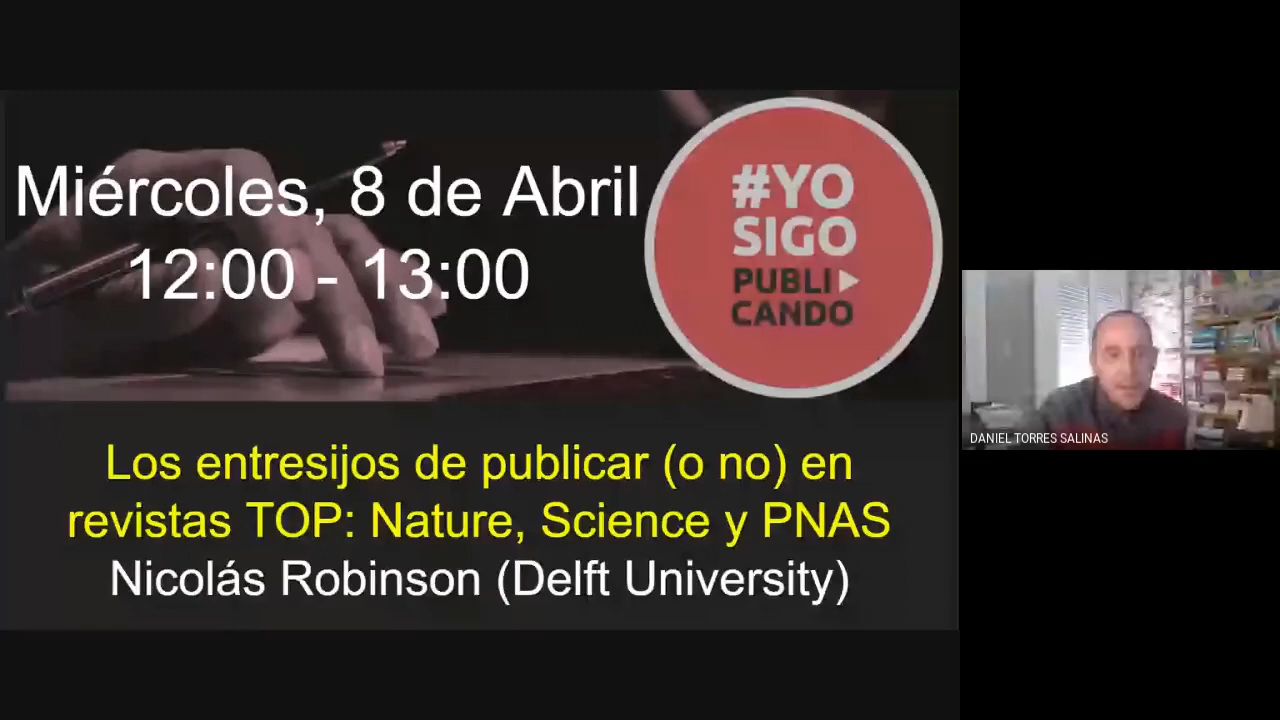 Miércoles, 8 de Abril
12:00 - 13:00
#YO
SIGO
PUBLI
CANDO
Los entresijos de publicar (o no) en
revistas TOP: Nature, Science y PNAS
Nicolás Robinson (Delft University)
DANIEL TORRES SALINAS